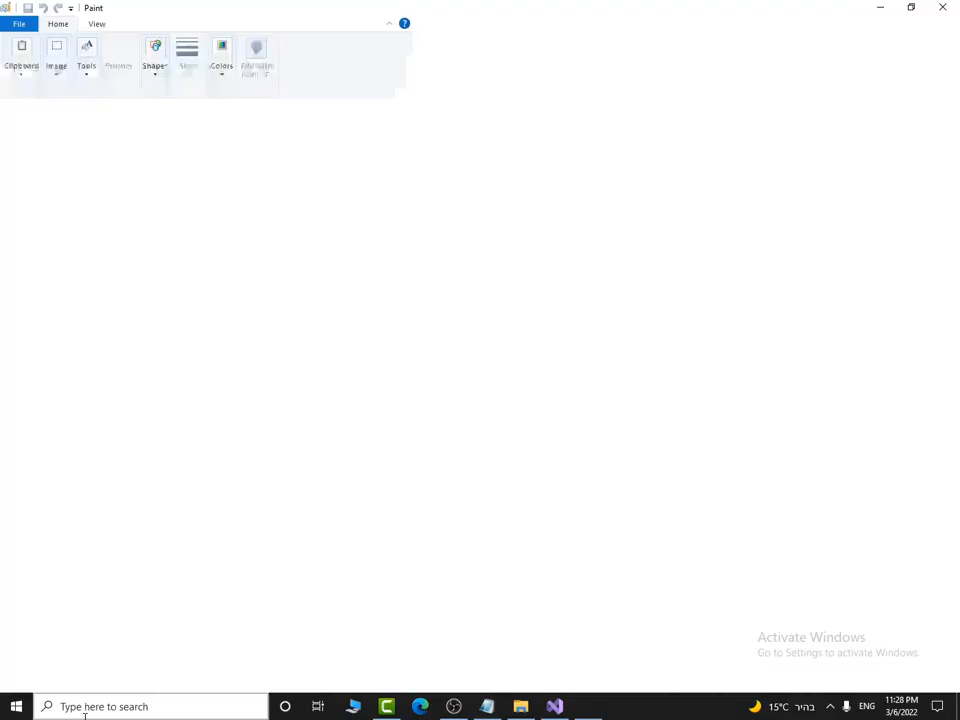 Paint
File Home View
Clipboard Image Tools Shapes Colors
Activate Windows
Go to Settings to activate Windows.
Type here to search
15°C בהיר ENG 11:28 PM
3/6/2022